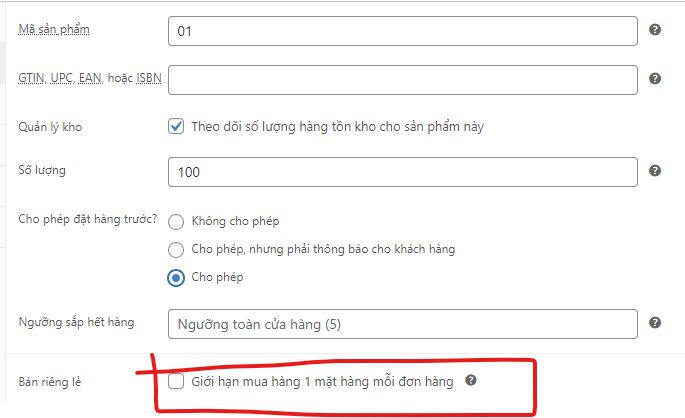 Mã sản phẩm 01
GTIN, UPC, EAN, hoặc ISBN
Quản lý kho Theo dõi số lượng hàng tồn kho cho sản phẩm này
Số lượng 100
Cho phép đặt hàng trước? Không cho phép
Cho phép, nhưng phải thông báo cho khách hàng
Cho phép
Ngưỡng sắp hết hàng Ngưỡng toàn cửa hàng (5)
Bán riêng lẻ Giới hạn mua hàng 1 mặt hàng mỗi đơn hàng